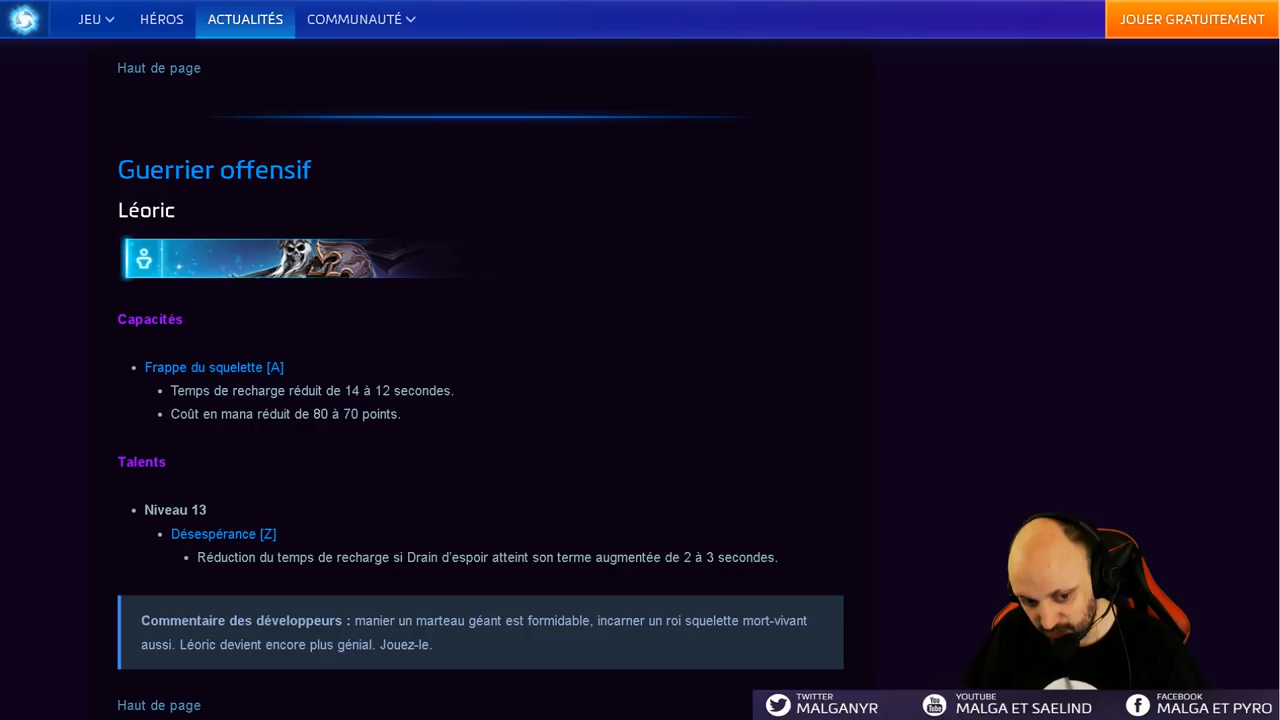 JEU
HÉROS
ACTUALITÉS
COMMUNAUTÉ
JOUER GRATUITEMENT
Haut de page
Guerrier offensif
Léoric
Capacités
Frappe du squelette [A]
Temps de recharge réduit de 14 à 12 secondes.
Coût en mana réduit de 80 à 70 points.
Talents
Niveau 13
Désespérance [Z]
Réduction du temps de recharge si Drain d'espoir atteint son terme augmentée de 2 à 3 secondes.
Commentaire des développeurs : manier un marteau géant est formidable, incarner un roi squelette mort-vivant
aussi. Léoric devient encore plus génial. Jouez-le.
Haut de page
TWITTER
MALGANYR
You Tube
YOUTUBE
MALGA ET SAELIND
FACEBOOK
MALGA ET PYRO